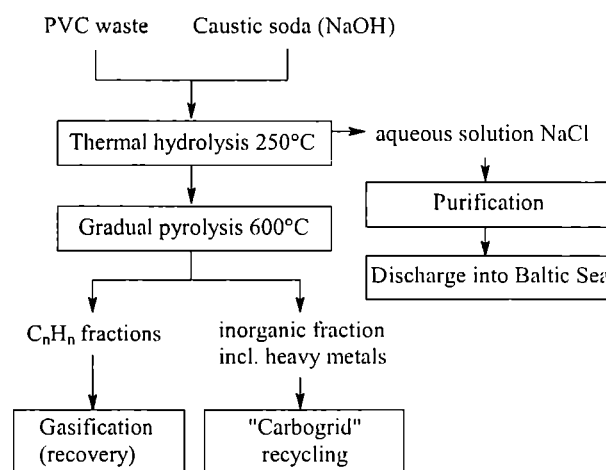 PVC waste
Caustic soda (NaOH)
Thermal hydrolysis 250°C
aqueous solution NaCl
Purification
Gradual pyrolysis 600°C
Discharge into Baltic Sea
CnHn fractions
inorganic fraction
incl. heavy metals
Gasification
(recovery)
"Carbogrid"
recycling